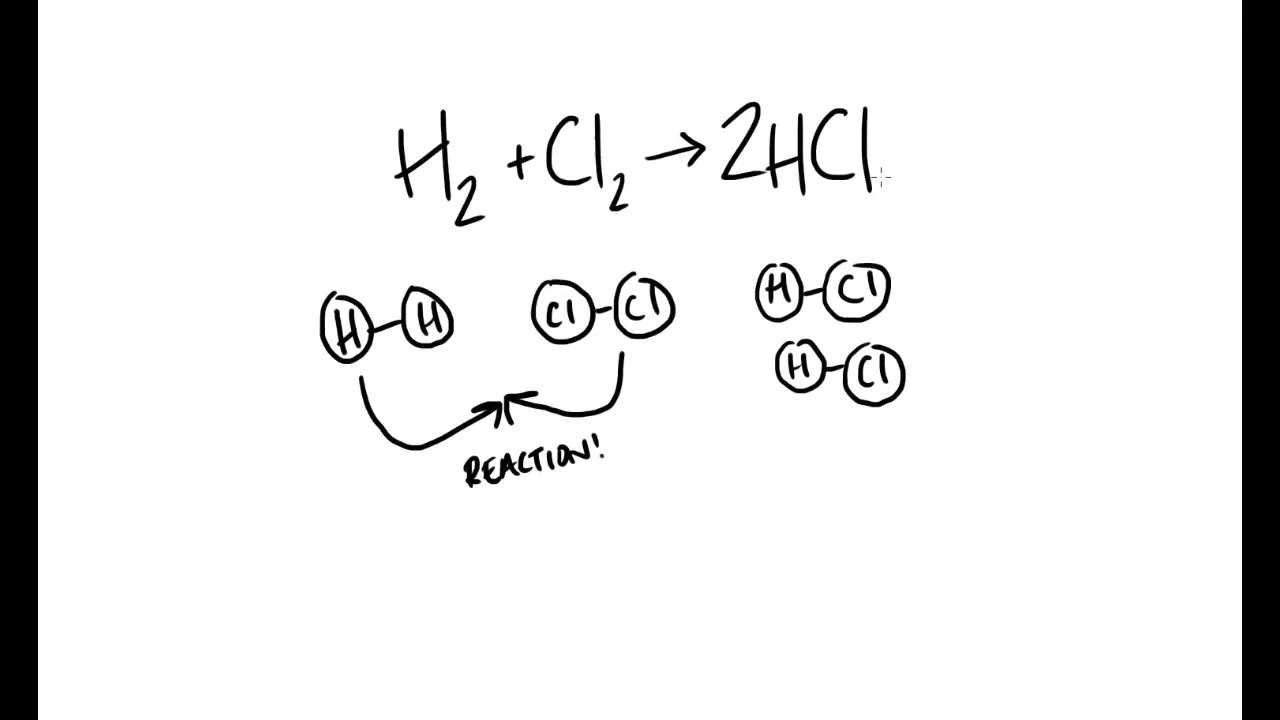 H₂ + Cl₂ → 2HCl
H-H Cl-Cl H-Cl
H-Cl
REACTION!